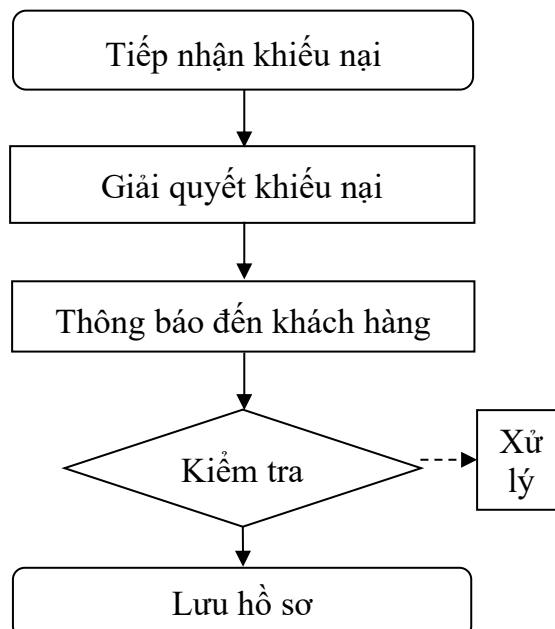 Tiếp nhận khiếu nại
Giải quyết khiếu nại
Thông báo đến khách hàng
Kiểm tra
Xử
lý
Lưu hồ sơ